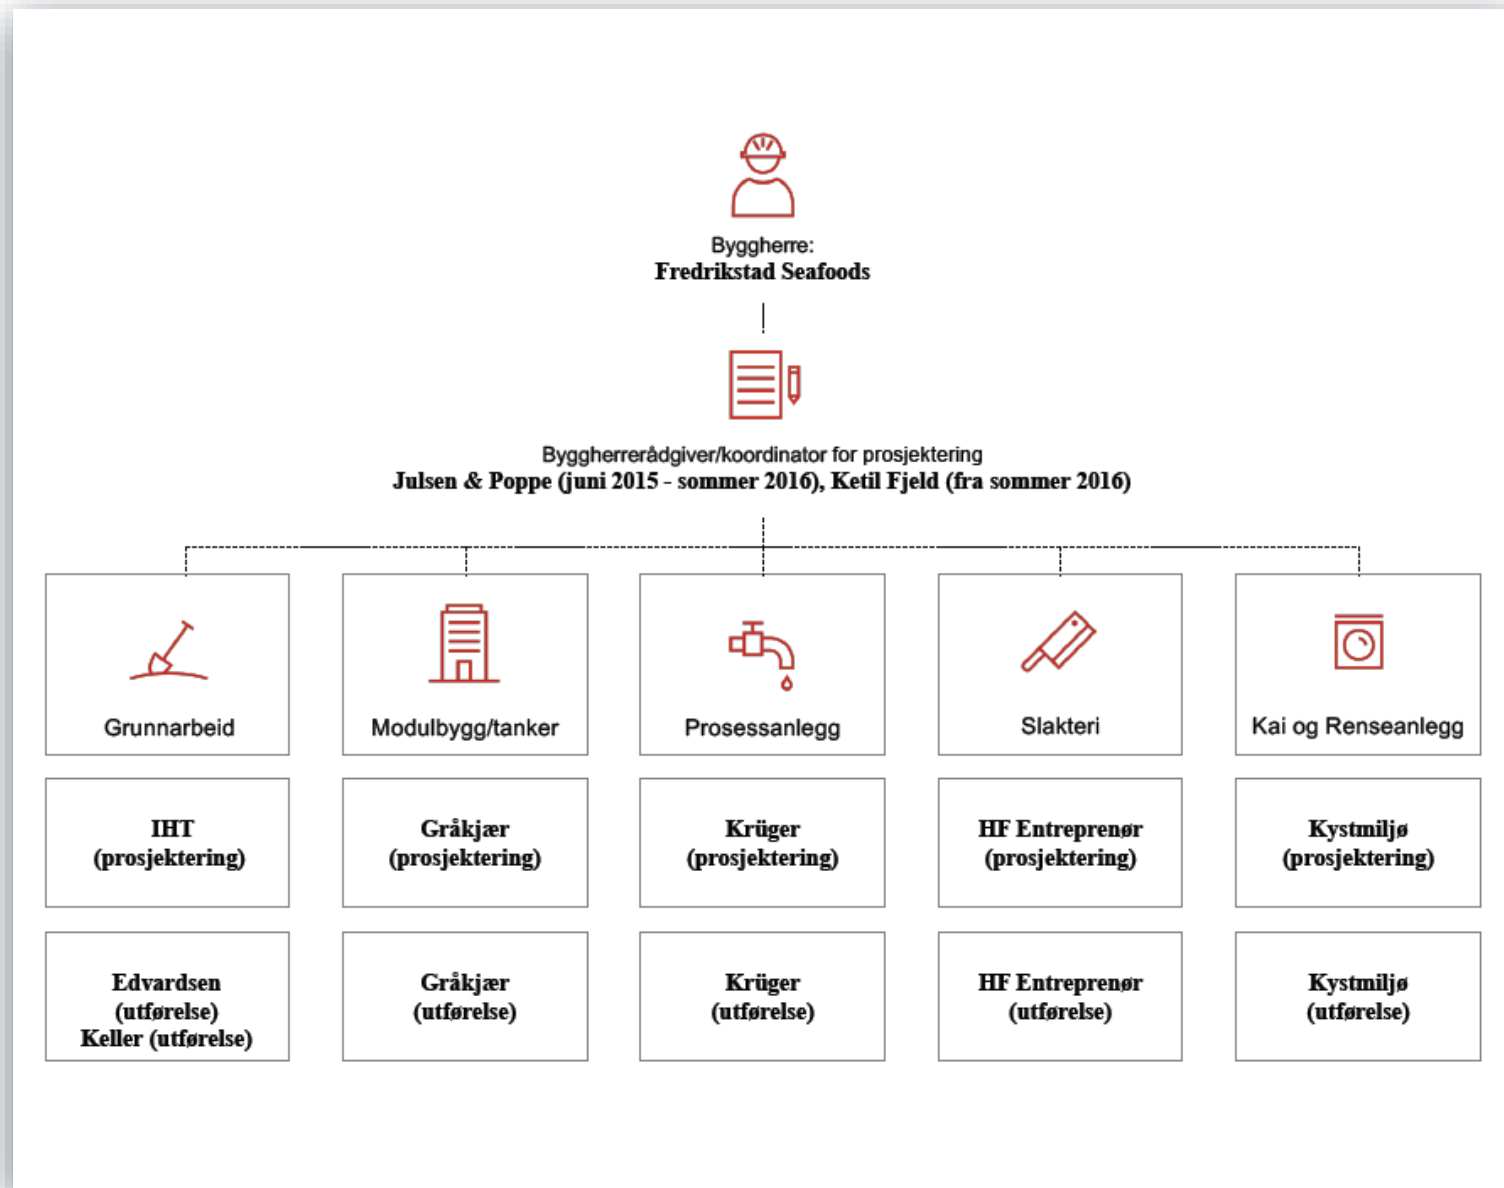 Byggherre:
Fredrikstad Seafoods
Byggherrerådgiver/koordinator for prosjektering
Julsen & Poppe (juni 2015 - sommer 2016), Ketil Fjeld (fra sommer 2016)
Grunnarbeid
Modulbygg/tanker
Prosessanlegg
Slakteri
Kai og Renseanlegg
IHT
(prosjektering)
Gråkjær
(prosjektering)
Krüger
(prosjektering)
HF Entreprenør
(prosjektering)
Kystmiljø
(prosjektering)
Edvardsen
(utførelse)
Keller (utførelse)
Gråkjær
(utførelse)
Krüger
(utførelse)
HF Entreprenør
(utførelse)
Kystmiljø
(utførelse)